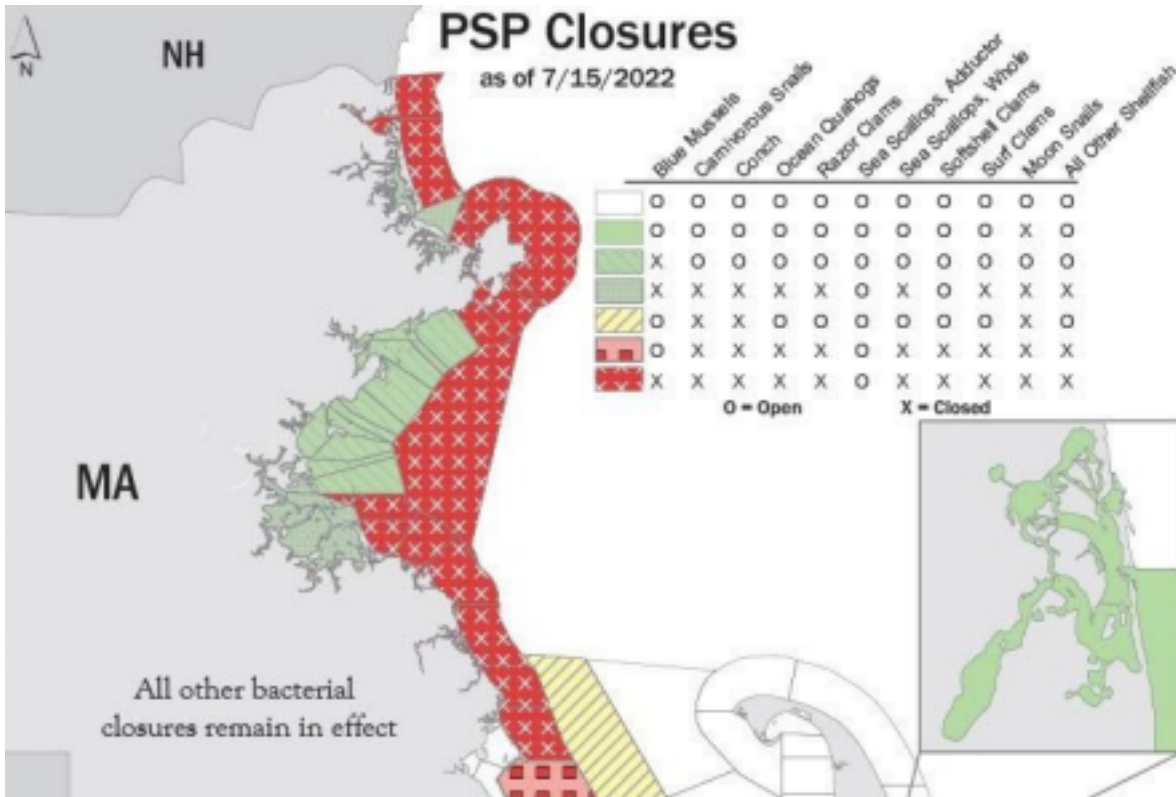 PSP Closures
as of 7/15/2022
NH
N
Blue Mussels
Carnivorous Snails
Conch
Ocean Quahogs
Razor Clams
Sea Scallops, Adductor
Sea Scallops, Whole
Softshell Clams
Surf Clams
Moon Snails
All Other Shellfish
O O O O O O O O O O O
O O O O O O O O O X O
X O O O O O O O O O O
X X X X X O X O X X X
O X X O O O O O O X O
O X X X X O X X X X X
X X X X X O X X X X X
O = Open X = Closed
MA
All other bacterial
closures remain in effect